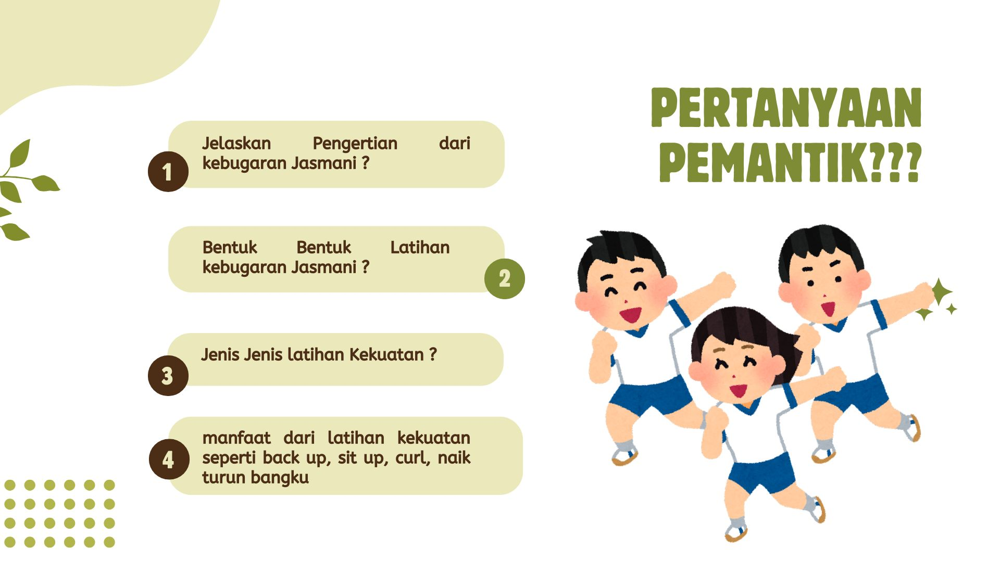 PERTANYAAN
PEMANTIK???
1
Jelaskan Pengertian dari
kebugaran Jasmani ?
Bentuk Bentuk Latihan
kebugaran Jasmani ?
2
3
Jenis Jenis latihan Kekuatan ?
4
manfaat dari latihan kekuatan
seperti back up, sit up, curl, naik
turun bangku